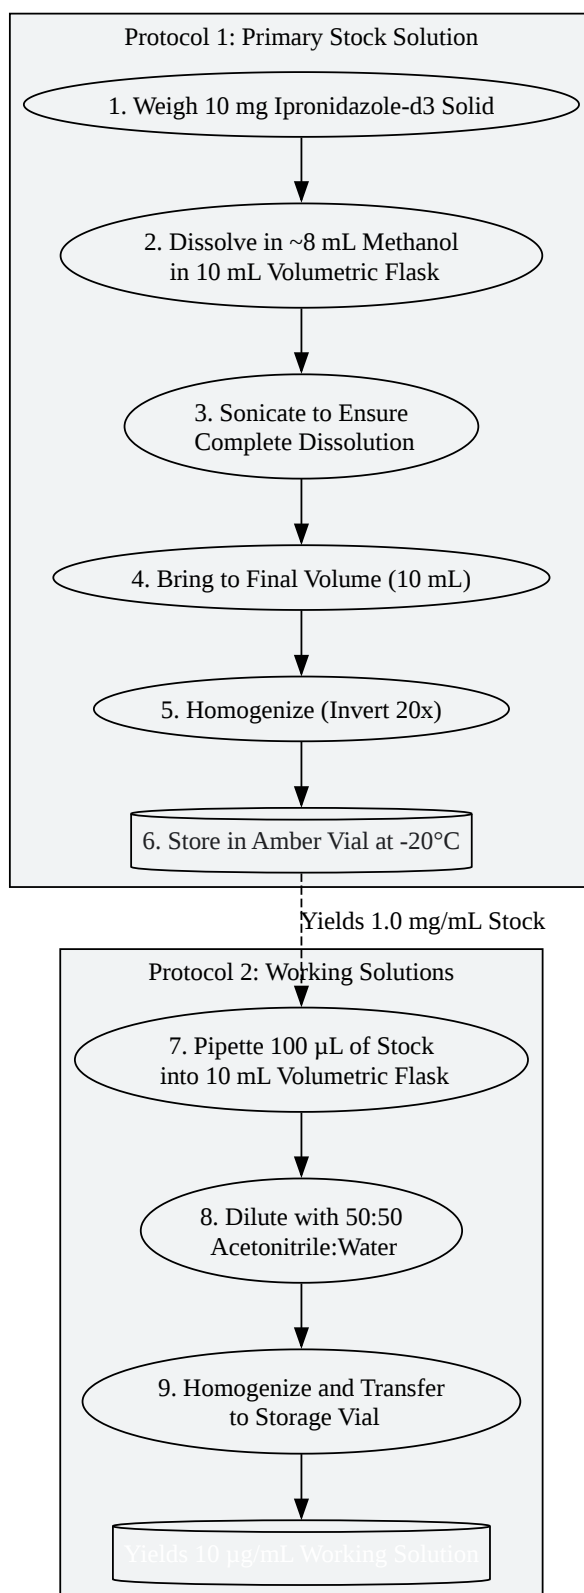 Protocol 1: Primary Stock Solution
1. Weigh 10 mg Ipronidazole-d3 Solid
2. Dissolve in ~8 mL Methanol
in 10 mL Volumetric Flask
3. Sonicate to Ensure
Complete Dissolution
4. Bring to Final Volume (10 mL)
5. Homogenize (Invert 20x)
6. Store in Amber Vial at -20°C
Yields 1.0 mg/mL Stock
Protocol 2: Working Solutions
7. Pipette 100 µL of Stock
into 10 mL Volumetric Flask
8. Dilute with 50:50
Acetonitrile:Water
9. Homogenize and Transfer
to Storage Vial
Yields 10 µg/mL Working Solution